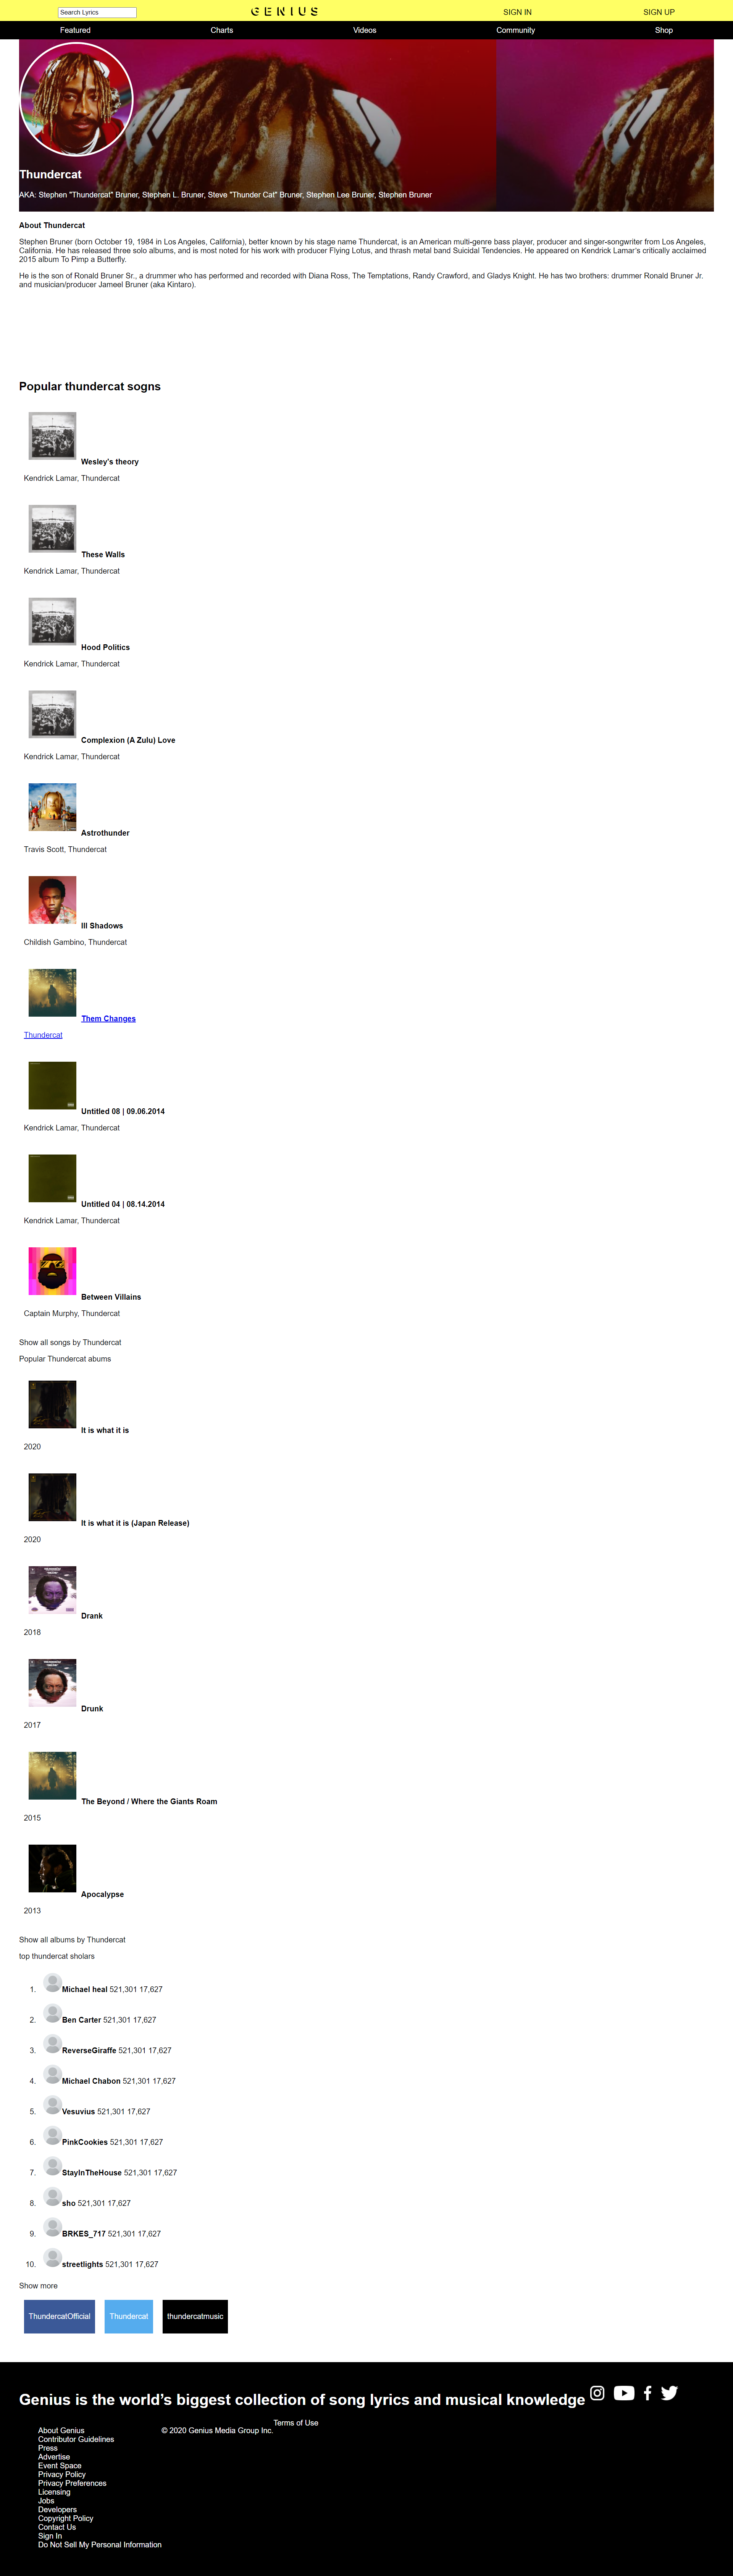 Search Lyrics
GENIUS
SIGN IN
SIGN UP
Featured
Charts
Videos
Community
Shop
Thundercat
AKA: Stephen "Thundercat" Bruner, Stephen L. Bruner, Steve "Thunder Cat" Bruner, Stephen Lee Bruner, Stephen Bruner
About Thundercat
Stephen Bruner (born October 19, 1984 in Los Angeles, California), better known by his stage name Thundercat, is an American multi-genre bass player, producer and singer-songwriter from Los Angeles,
California. He has released three solo albums, and is most noted for his work with producer Flying Lotus, and thrash metal band Suicidal Tendencies. He appeared on Kendrick Lamar's critically acclaimed
2015 album To Pimp a Butterfly.
He is the son of Ronald Bruner Sr., a drummer who has performed and recorded with Diana Ross, The Temptations, Randy Crawford, and Gladys Knight. He has two brothers: drummer Ronald Bruner Jr.
and musician/producer Jameel Bruner (aka Kintaro).
Popular thundercat sogns
Wesley's theory
Kendrick Lamar, Thundercat
These Walls
Kendrick Lamar, Thundercat
Hood Politics
Kendrick Lamar, Thundercat
Complexion (A Zulu) Love
Kendrick Lamar, Thundercat
Astrothunder
Travis Scott, Thundercat
III Shadows
Childish Gambino, Thundercat
Them Changes
Thundercat
Untitled 08 | 09.06.2014
Kendrick Lamar, Thundercat
Untitled 04 | 08.14.2014
Kendrick Lamar, Thundercat
Between Villains
Captain Murphy, Thundercat
Show all songs by Thundercat
Popular Thundercat abums
It is what it is
2020
It is what it is (Japan Release)
2020
Drank
2018
Drunk
2017
The Beyond / Where the Giants Roam
2015
Apocalypse
2013
Show all albums by Thundercat
top thundercat sholars
1. Michael heal 521,301 17,627
2. Ben Carter 521,301 17,627
3. ReverseGiraffe 521,301 17,627
4. Michael Chabon 521,301 17,627
5. Vesuvius 521,301 17,627
6. PinkCookies 521,301 17,627
7. StayInTheHouse 521,301 17,627
8. sho 521,301 17,627
9. BRKES_717 521,301 17,627
10. streetlights 521,301 17,627
Show more
ThundercatOfficial
Thundercat
thundercatmusic
Genius is the world's biggest collection of song lyrics and musical knowledge
About Genius
Contributor Guidelines
Press
Advertise
Event Space
Privacy Policy
Privacy Preferences
Licensing
Jobs
Developers
Copyright Policy
Contact Us
Sign In
Do Not Sell My Personal Information
© 2020 Genius Media Group Inc.
Terms of Use